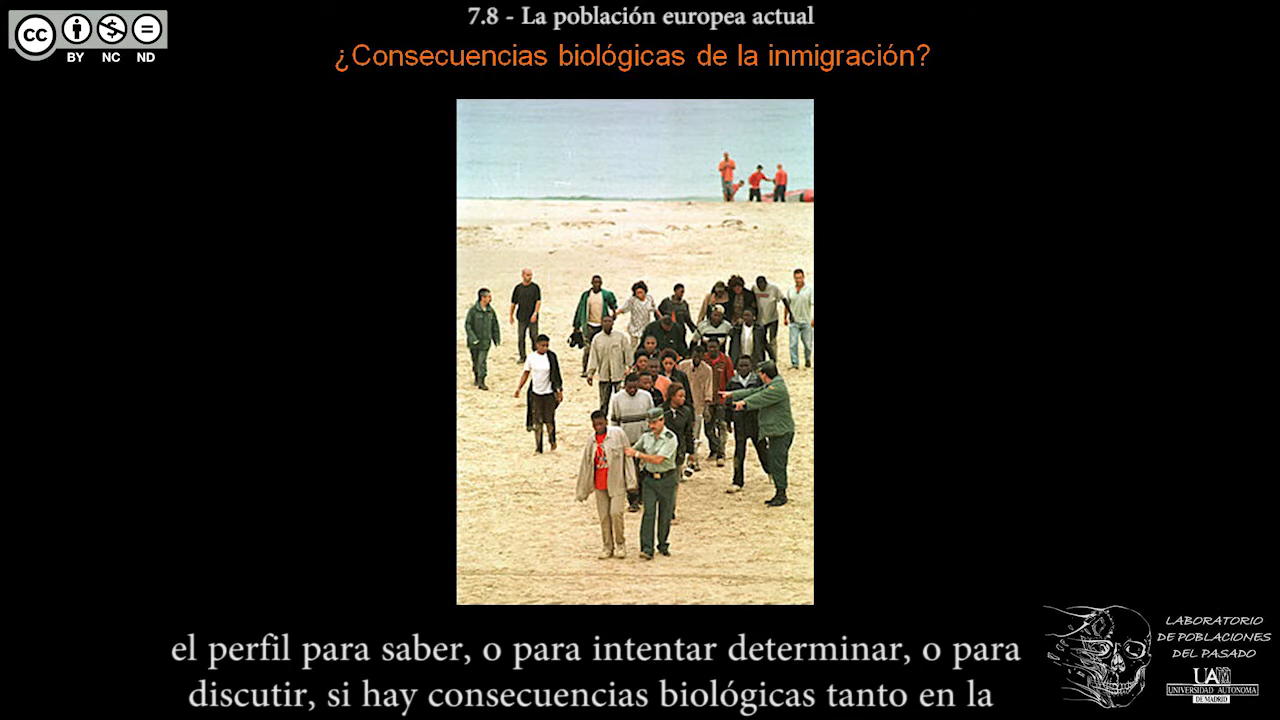 7.8 - La población europea actual
¿Consecuencias biológicas de la inmigración?
CC
BY NC ND
el perfil para saber, o para intentar determinar, o para
discutir, si hay consecuencias biológicas tanto en la
LABORATORIO
DE POBLACIONES
DEL PASADO
UAM
UNIVERSIDAD AUTONOMA
DE MADRID